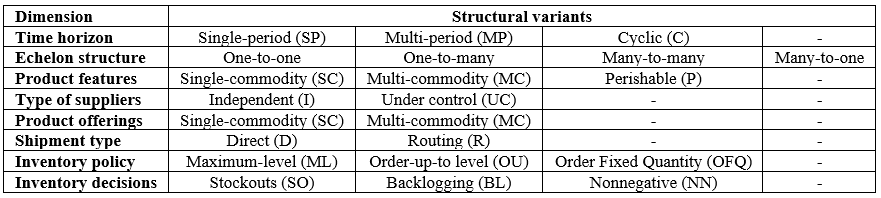 Dimension Structural variants
Time horizon Single-period (SP) Multi-period (MP) Cyclic (C) -
Echelon structure One-to-one One-to-many Many-to-many Many-to-one
Product features Single-commodity (SC) Multi-commodity (MC) Perishable (P) -
Type of suppliers Independent (I) Under control (UC) - -
Product offerings Single-commodity (SC) Multi-commodity (MC) - -
Shipment type Direct (D) Routing (R) - -
Inventory policy Maximum-level (ML) Order-up-to level (OU) Order Fixed Quantity (OFQ) -
Inventory decisions Stockouts (SO) Backlogging (BL) Nonnegative (NN) -